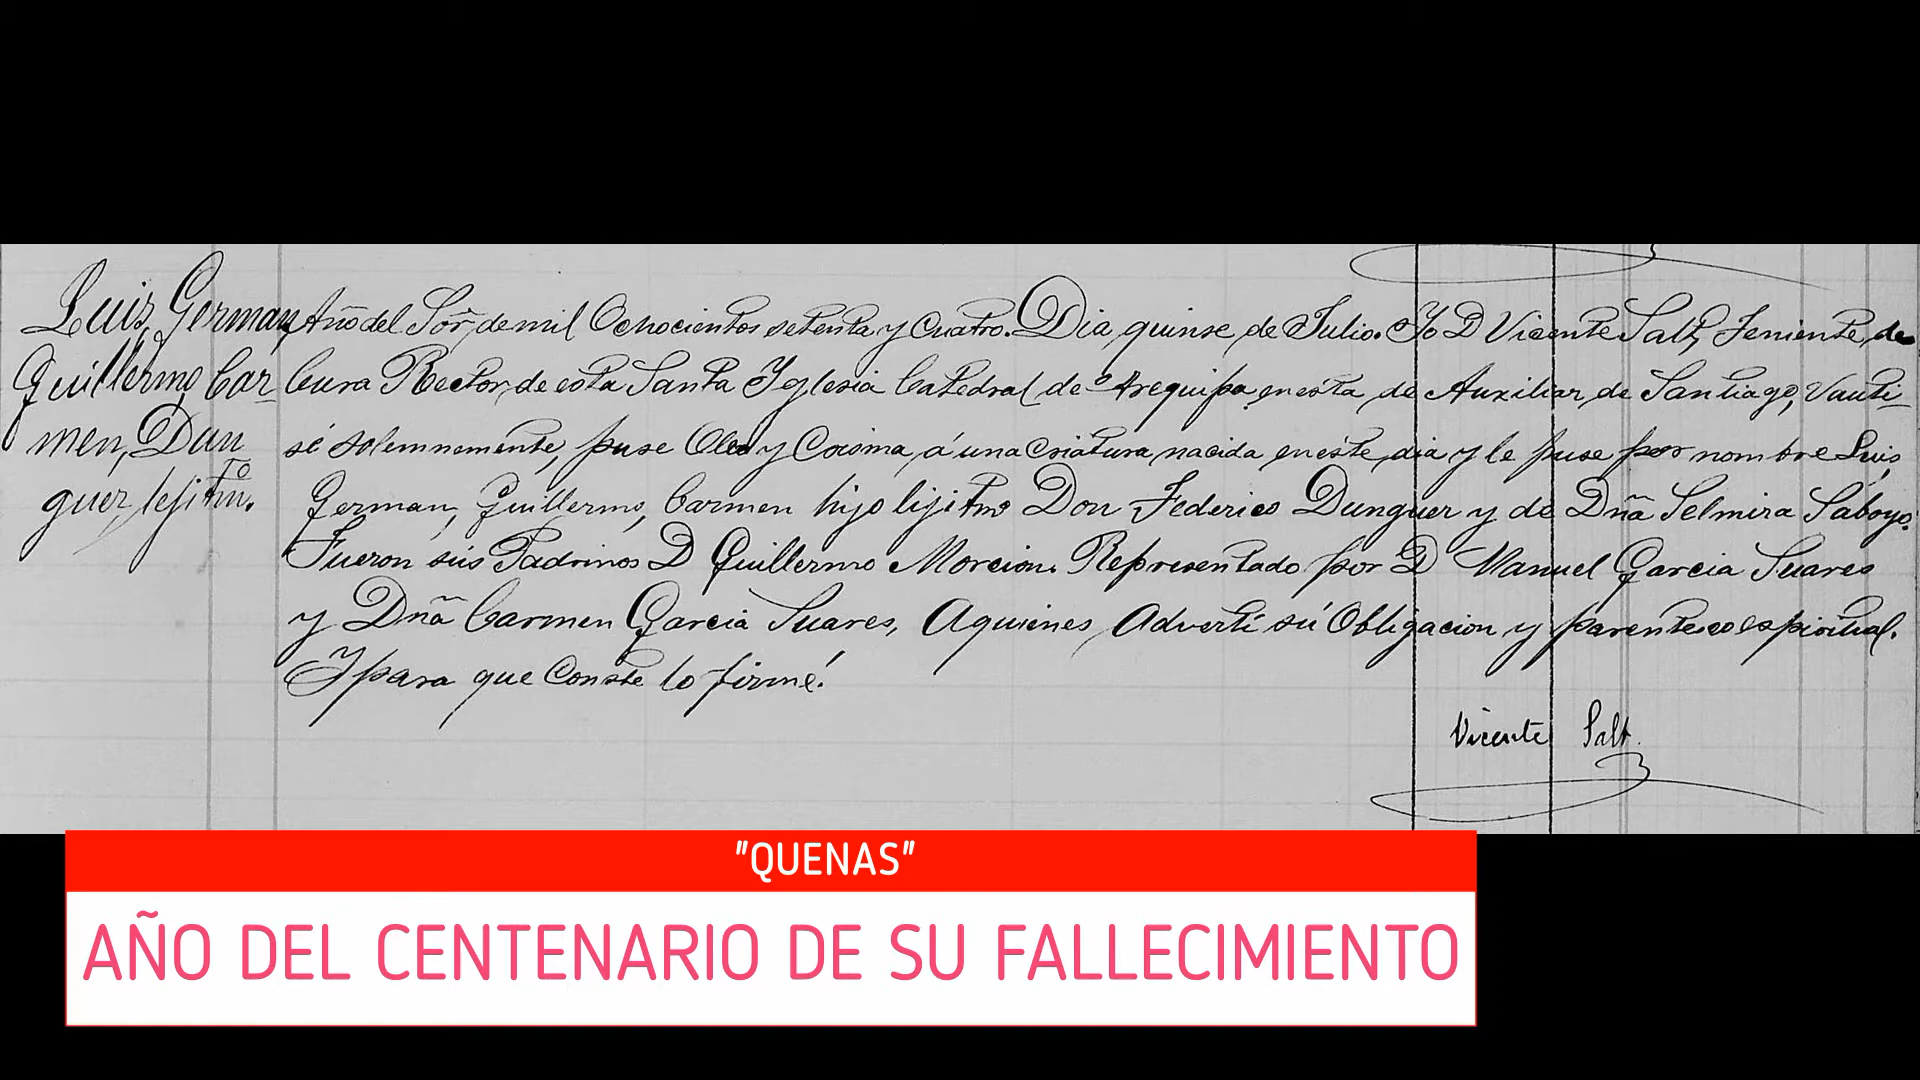 Luis, German,
Guillermo, Car-
men, Dun
guer, lejitmo.
Año del Sor, de mil Ochocientos setenta y Cuatro. Dia quinse de Julio. Yo D Vicente Salt, Teniente, de
Cura Rector, de esta Santa Yglesia Catedral de Arequipa, en esta, de Auxiliar, de Santiago, Vauti-
sé solemnemente, puse Oleo y Crisma, á una Criatura, nacida, en este, dia y le puse por nombre Luis,
German, Guillermo, Carmen hijo lijitmo Don Federico Dunguer y de Dña Selmira Saboyo.
Fueron sus Padrinos D Guillermo Morcion. Representado por D Manuel Garcia Suares
y Dña Carmen Garcia Suares, Aquienes Adverti sú Obligacion y parentesco espiritual.
Y para que Conste lo firmé.
Vicente Salt.
"QUENAS"
AÑO DEL CENTENARIO DE SU FALLECIMIENTO